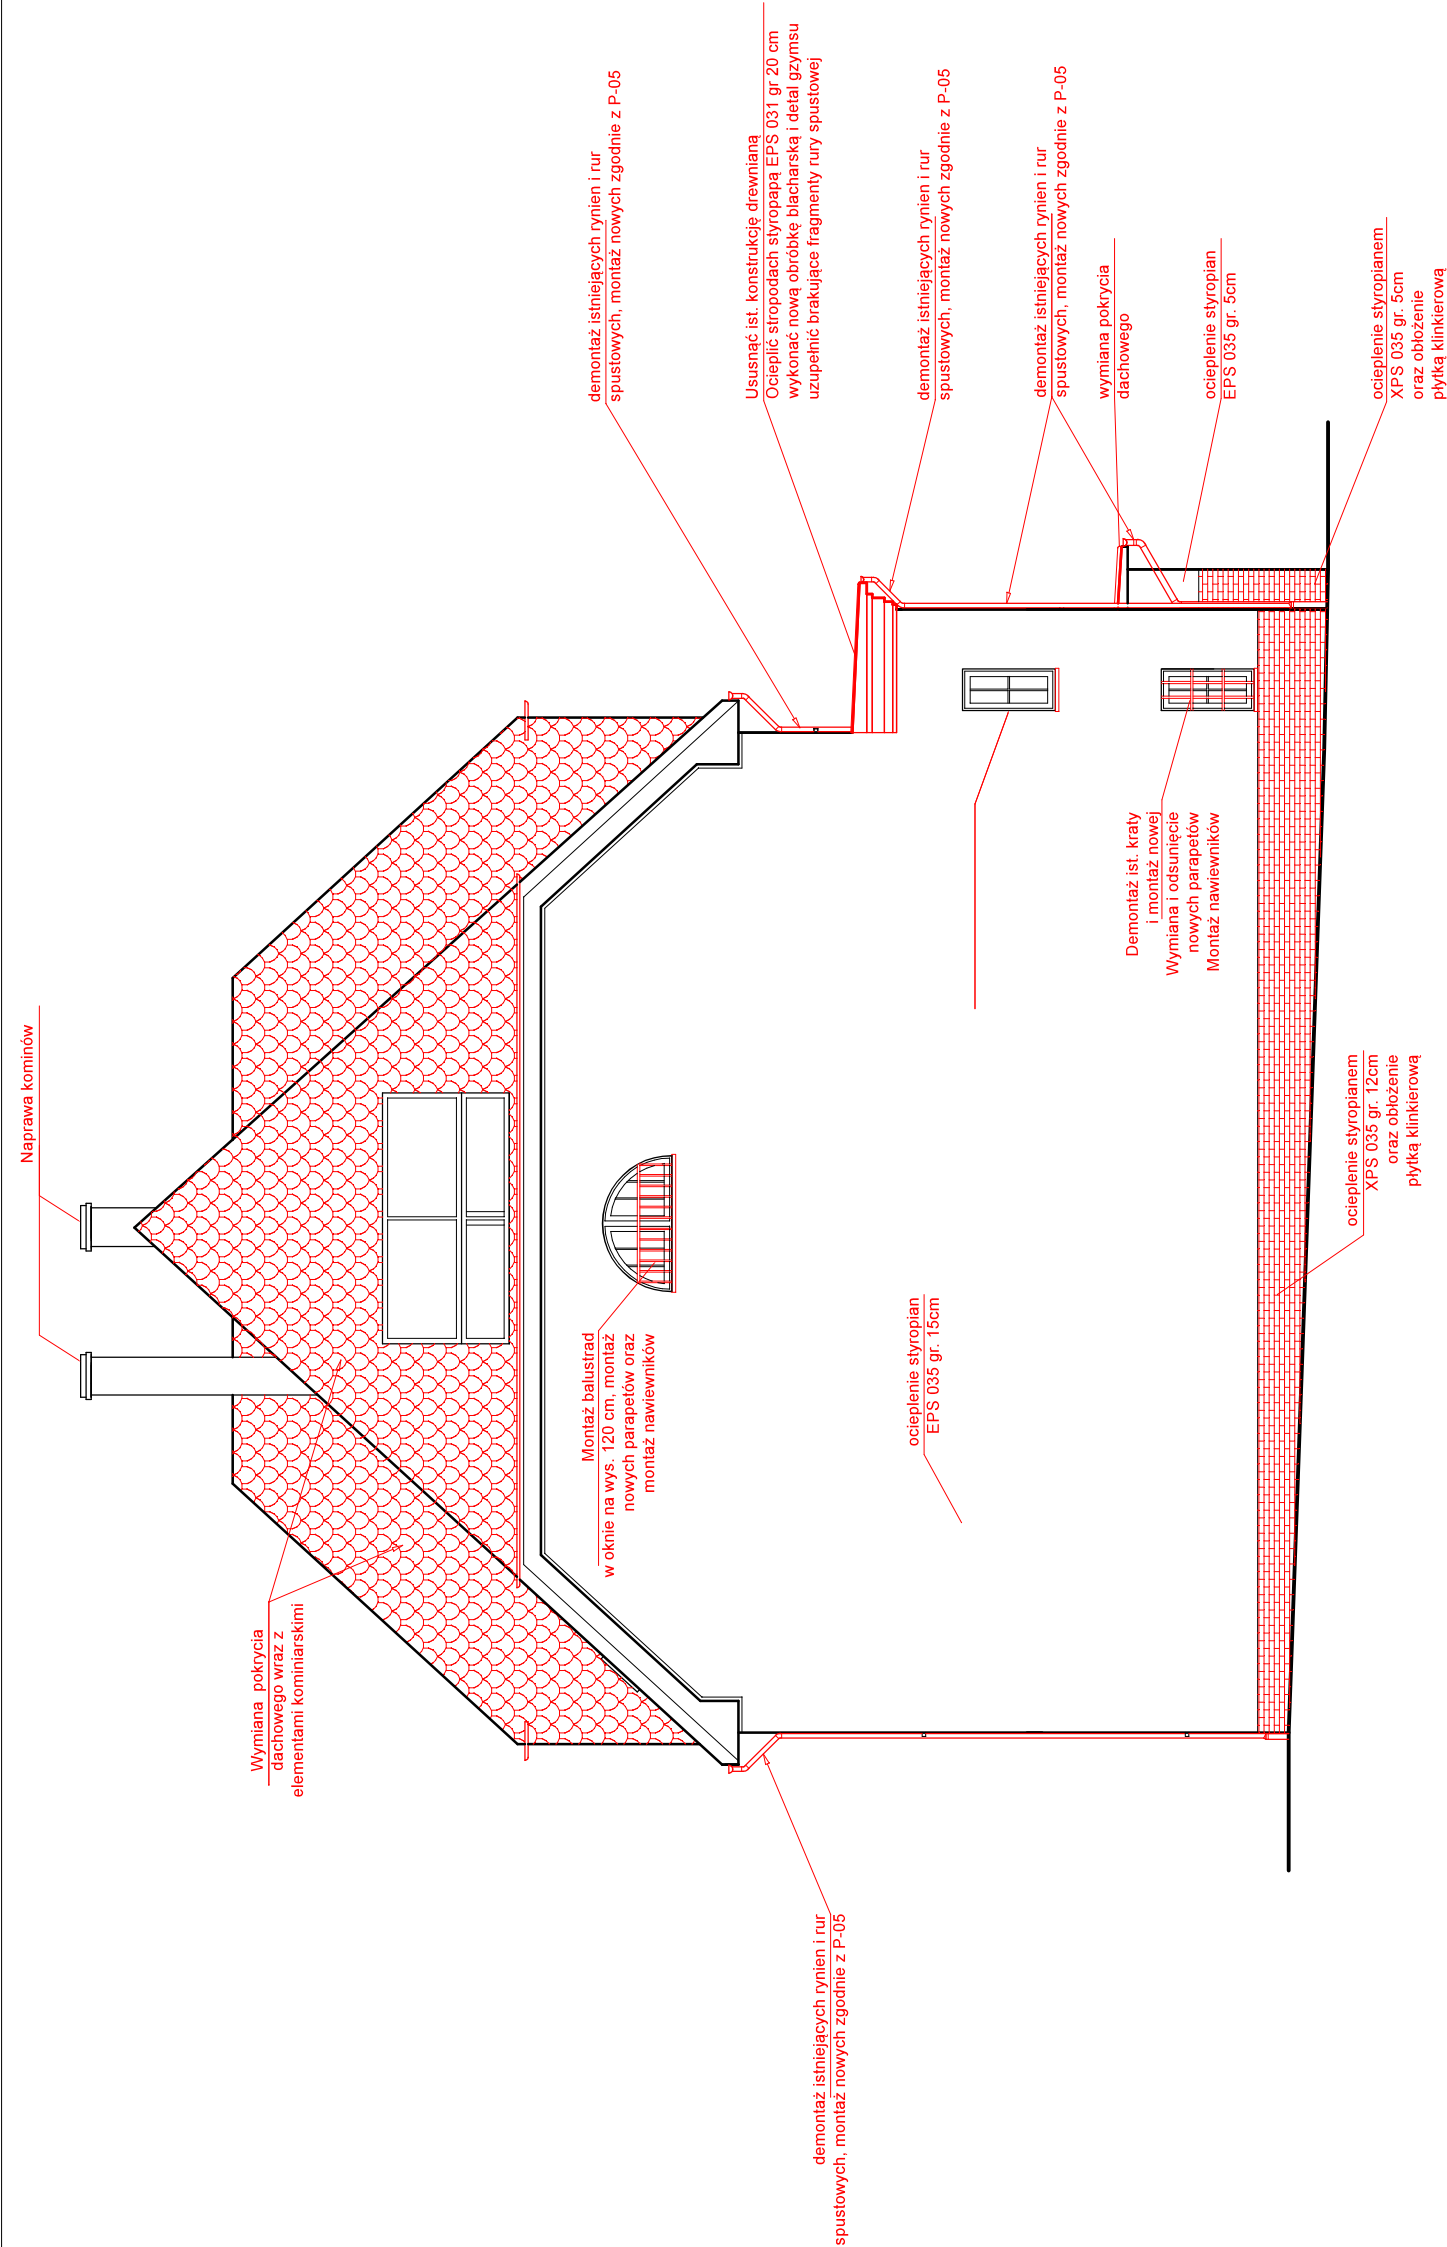 Naprawa kominów
Wymiana pokrycia
dachowego wraz z
elementami kominiarskimi
demontaż istniejących rynien i rur
spustowych, montaż nowych zgodnie z P-05
Ususnąć ist. konstrukcję drewnianą
Ocieplić stropodach styropapą EPS 031 gr 20 cm
wykonać nową obróbkę blacharską i detal gzymsu
uzupełnić brakujące fragmenty rury spustowej
demontaż istniejących rynien i rur
spustowych, montaż nowych zgodnie z P-05
demontaż istniejących rynien i rur
spustowych, montaż nowych zgodnie z P-05
wymiana pokrycia
dachowego
ocieplenie styropian
EPS 035 gr. 5cm
ocieplenie styropianem
XPS 035 gr. 5cm
oraz obłożenie
płytką klinkierową
Montaż balustrad
w oknie na wys. 120 cm, montaż
nowych parapetów oraz
montaż nawiewników
demontaż istniejących rynien i rur
spustowych, montaż nowych zgodnie z P-05
ocieplenie styropian
EPS 035 gr. 15cm
Demontaż ist. kraty
i montaż nowej
Wymiana i odsunięcie
nowych parapetów
Montaż nawiewników
ocieplenie styropianem
XPS 035 gr. 12cm
oraz obłożenie
płytką klinkierową